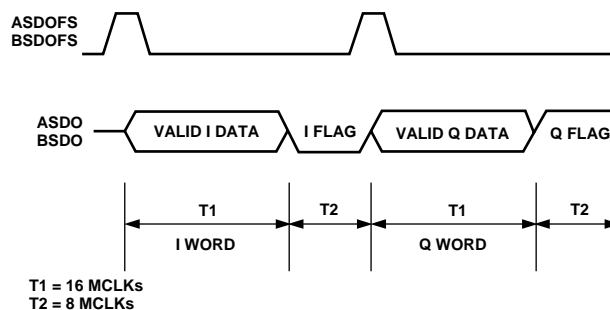 ASDOFS
BSDOFS
ASDO
BSDO
VALID I DATA
I FLAG
VALID Q DATA
Q FLAG
T1
T2
T1
T2
I WORD
Q WORD
T1 = 16 MCLKs
T2 = 8 MCLKs